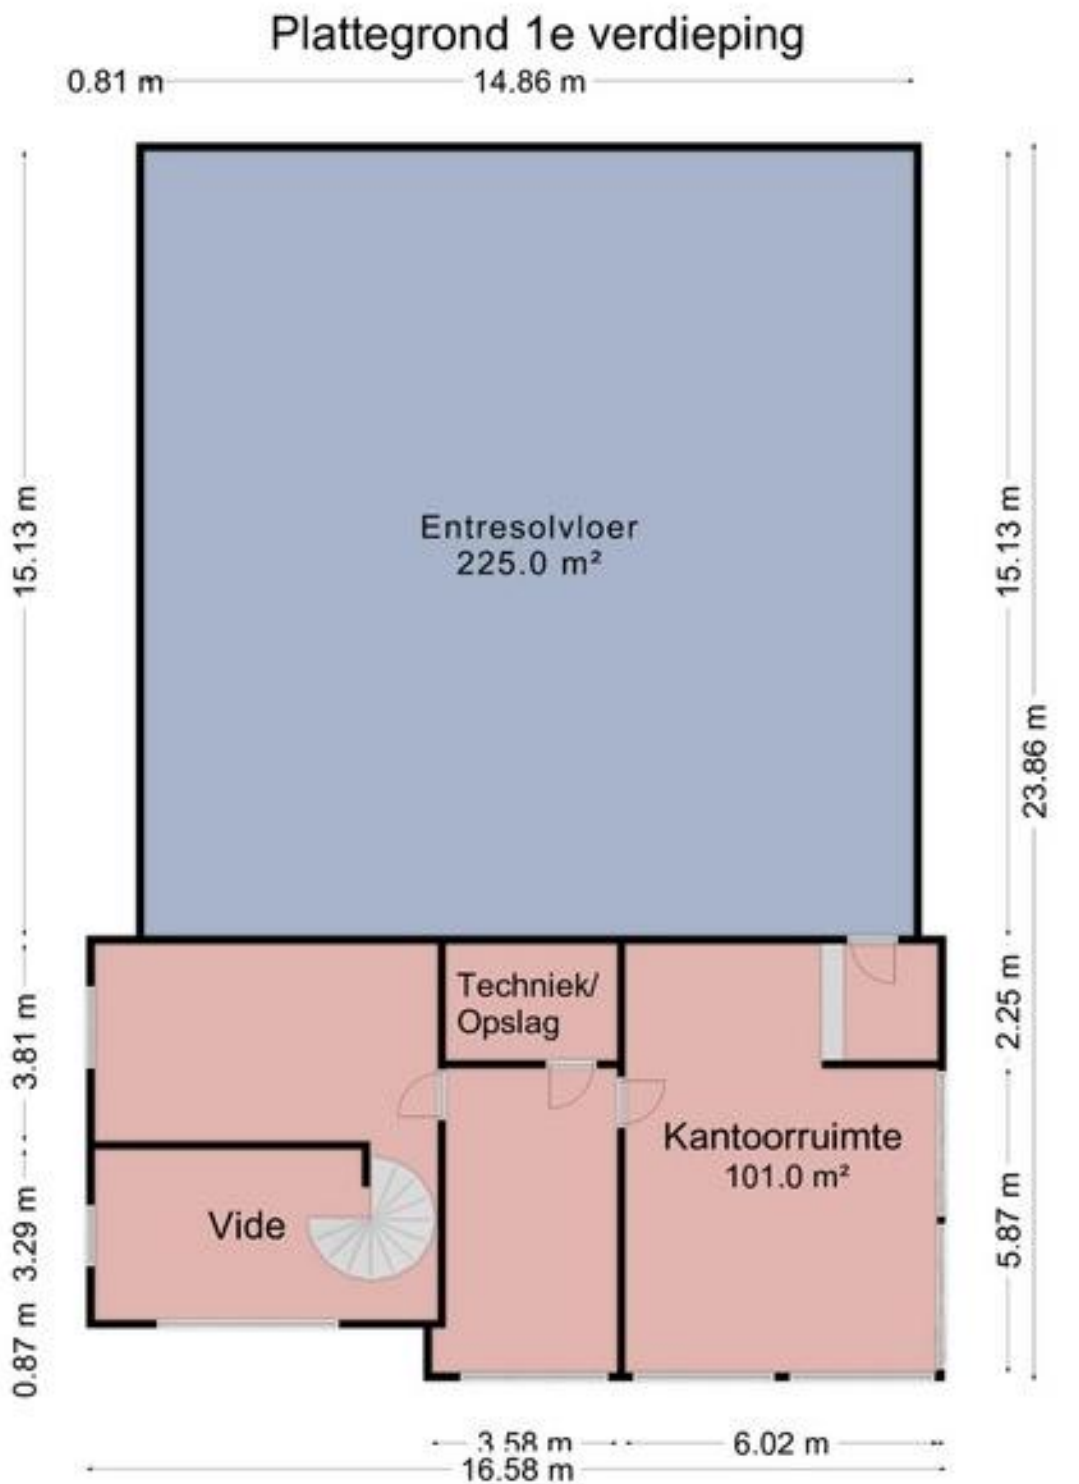 Plattegrond 1e verdieping
0.81 m 14.86 m
15.13 m
3.81 m
3.29 m
0.87 m
Entresolvloer
225.0 m²
Techniek/
Opslag
Kantoorruimte
101.0 m²
Vide
15.13 m
23.86 m
2.25 m
5.87 m
3.58 m 6.02 m
16.58 m